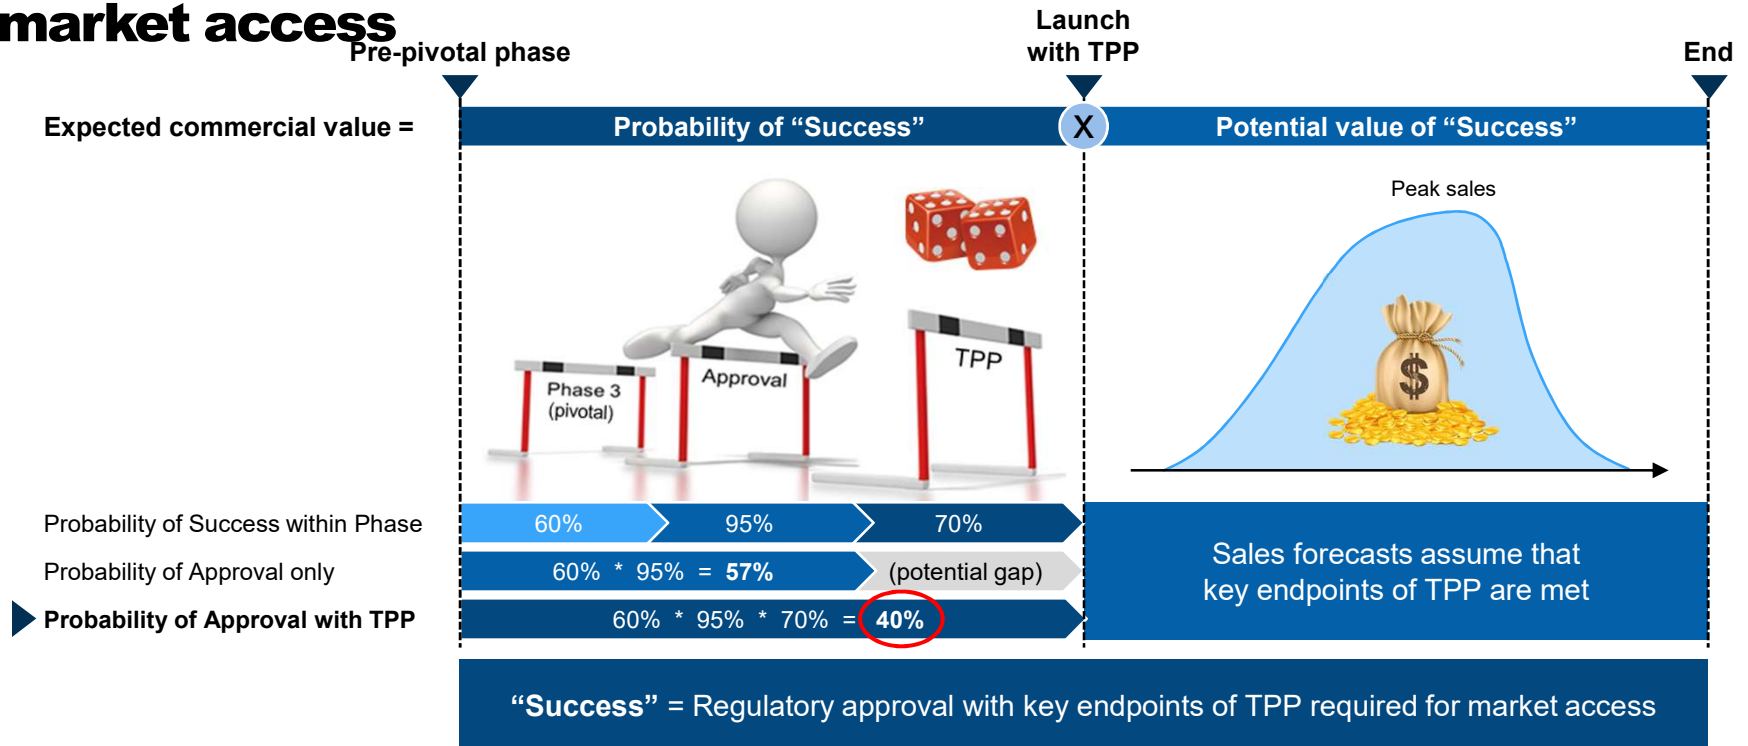 market access
Pre-pivotal phase
Launch
with TPP
End
Expected commercial value =
Probability of “Success”
X
Potential value of “Success”
Peak sales
Phase 3
(pivotal)
Approval
TPP
$
Probability of Success within Phase
60%
95%
70%
Probability of Approval only
60% * 95% = 57%
(potential gap)
Probability of Approval with TPP
60% * 95% * 70% = 40%
Sales forecasts assume that
key endpoints of TPP are met
“Success” = Regulatory approval with key endpoints of TPP required for market access